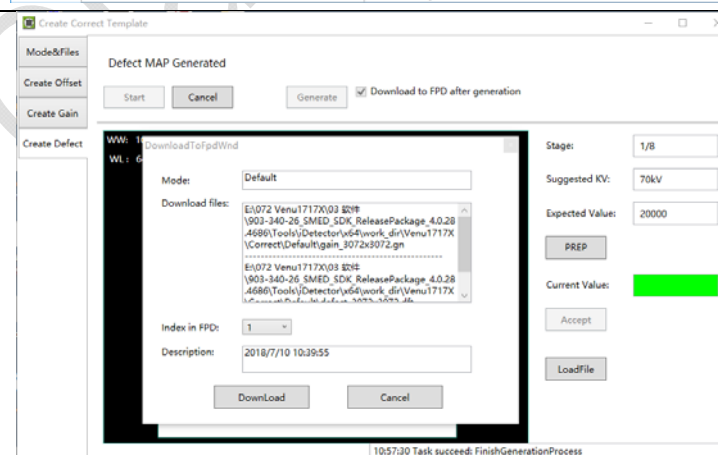 Create Correct Template
Mode&Files
Create Offset
Create Gain
Create Defect
Defect MAP Generated
Start
Cancel
Generate
Download to FPD after generation
WW:
WL:
DownloadToFpdWnd
Mode:
Default
Download files:
E:\072 Venu1717X\03 软件
\903-340-26_SMED_SDK_ReleasePackage_4.0.28
.4686\Tools\iDetector\x64\work_dir\Venu1717X
\Correct\Default\gain_3072x3072.gn
------------------------------------------------
E:\072 Venu1717X\03 软件
\903-340-26_SMED_SDK_ReleasePackage_4.0.28
.4686\Tools\iDetector\x64\work_dir\Venu1717X
\Correct\Default\defect_3072x3072.dft
Index in FPD:
1
Description:
2018/7/10 10:39:55
DownLoad
Cancel
Stage:
1/8
Suggested KV:
70kV
Expected Value:
20000
PREP
Current Value:
Accept
LoadFile
10:57:30 Task succeed: FinishGenerationProcess